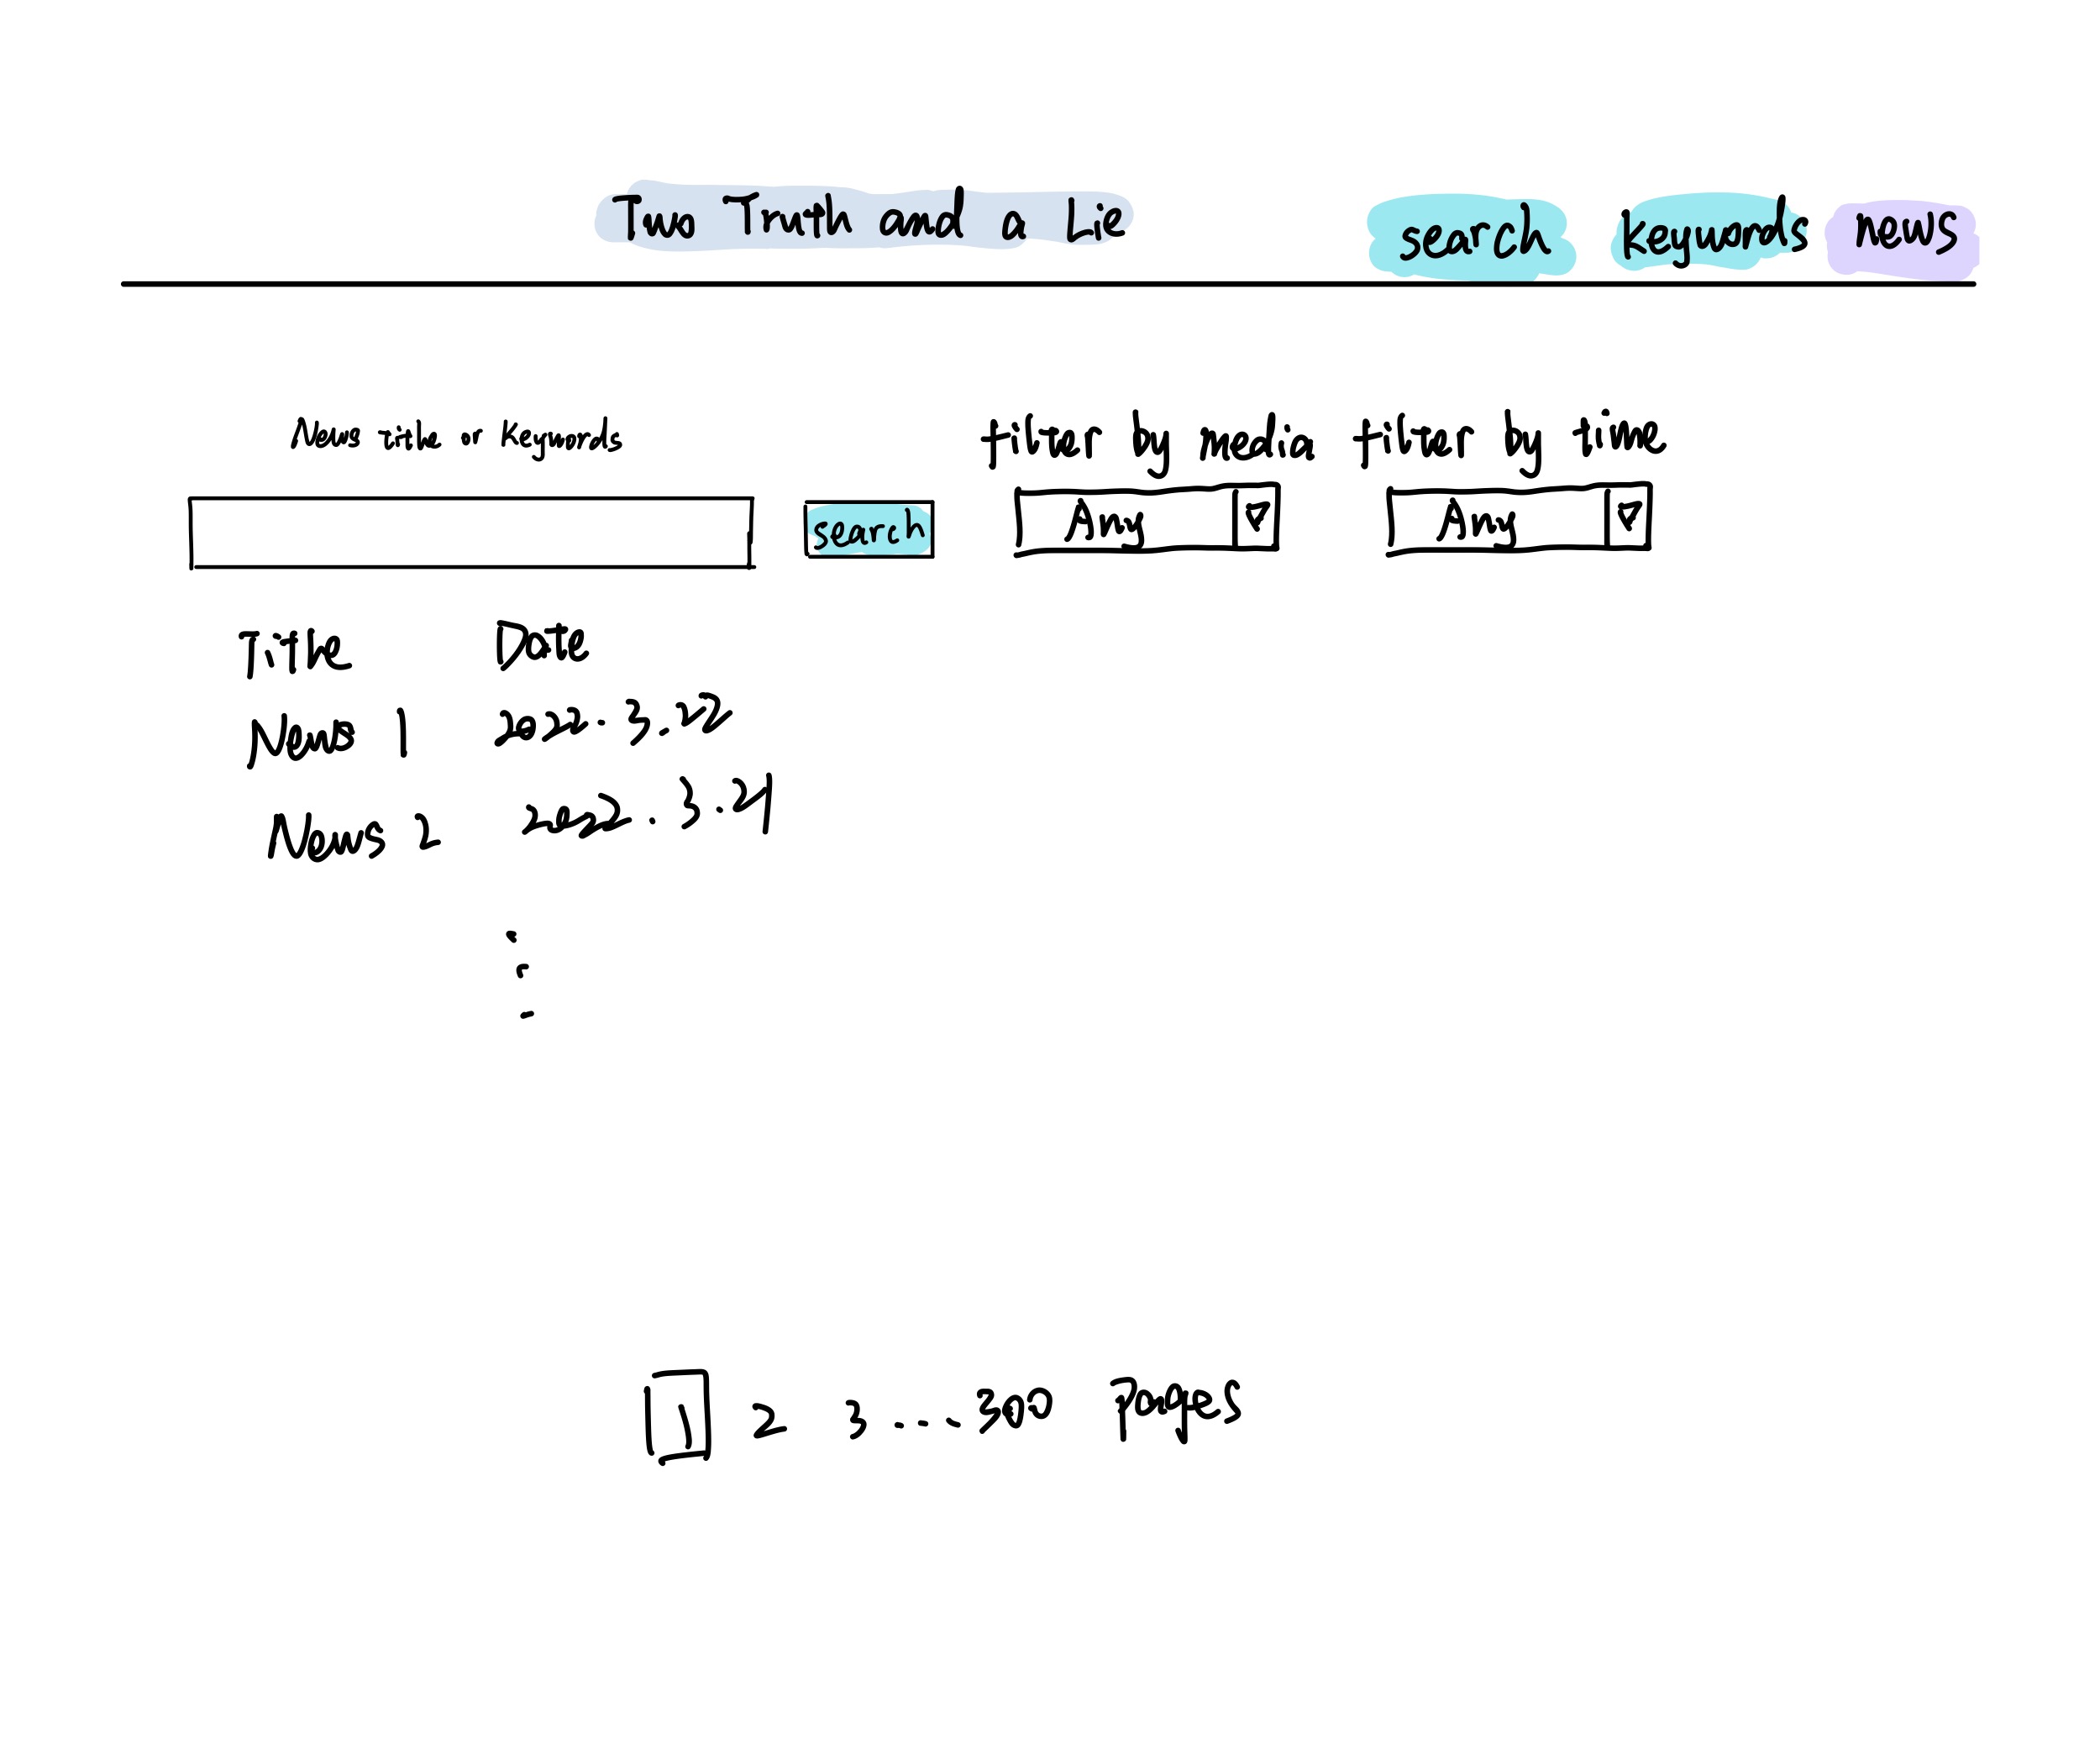 Two Truth and a Lie search keywords news
News title or keywords filter by media filter by time
search Any Any
Title Date
News 1 2022.3.22
News 2 2022.3.21
1 2 3 ... 300 pages